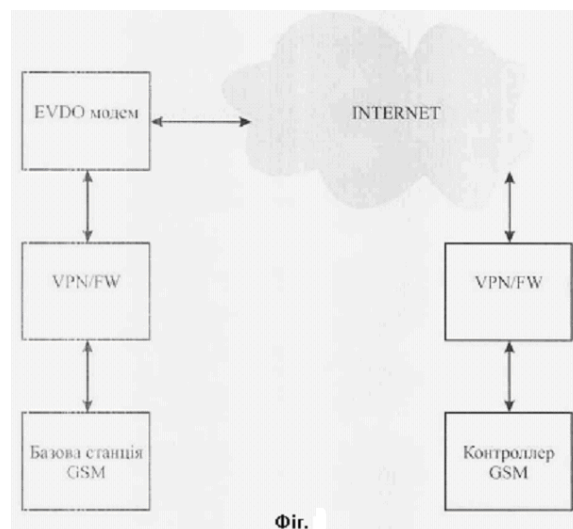 EVDO модем
INTERNET
VPN/FW
VPN/FW
Базова станція
GSM
Контроллер
GSM
Фіг.